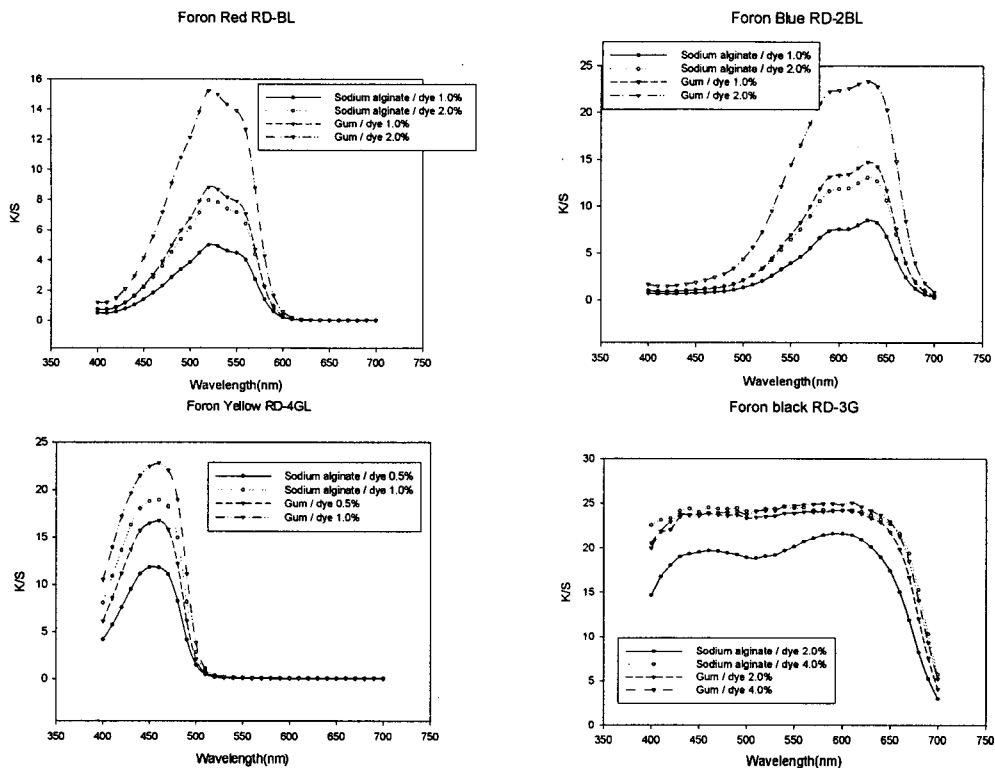 Foron Red RD-BL
Sodium alginate / dye 1.0%
Sodium alginate / dye 2.0%
Gum / dye 1.0%
Gum / dye 2.0%
16
14
12
10
8
6
4
2
0
K/S
350 400 450 500 550 600 650 700 750
Wavelength(nm)
Foron Blue RD-2BL
Sodium alginate / dye 1.0%
Sodium alginate / dye 2.0%
Gum / dye 1.0%
Gum / dye 2.0%
25
20
15
10
5
0
K/S
350 400 450 500 550 600 650 700 750
Wavelength(nm)
Foron Yellow RD-4GL
Sodium alginate / dye 0.5%
Sodium alginate / dye 1.0%
Gum / dye 0.5%
Gum / dye 1.0%
25
20
15
10
5
0
K/S
350 400 450 500 550 600 650 700 750
Wavelength(nm)
Foron black RD-3G
30
25
20
15
10
5
0
K/S
Sodium alginate / dye 2.0%
Sodium alginate / dye 4.0%
Gum / dye 2.0%
Gum / dye 4.0%
350 400 450 500 550 600 650 700 750
Wavelength(nm)